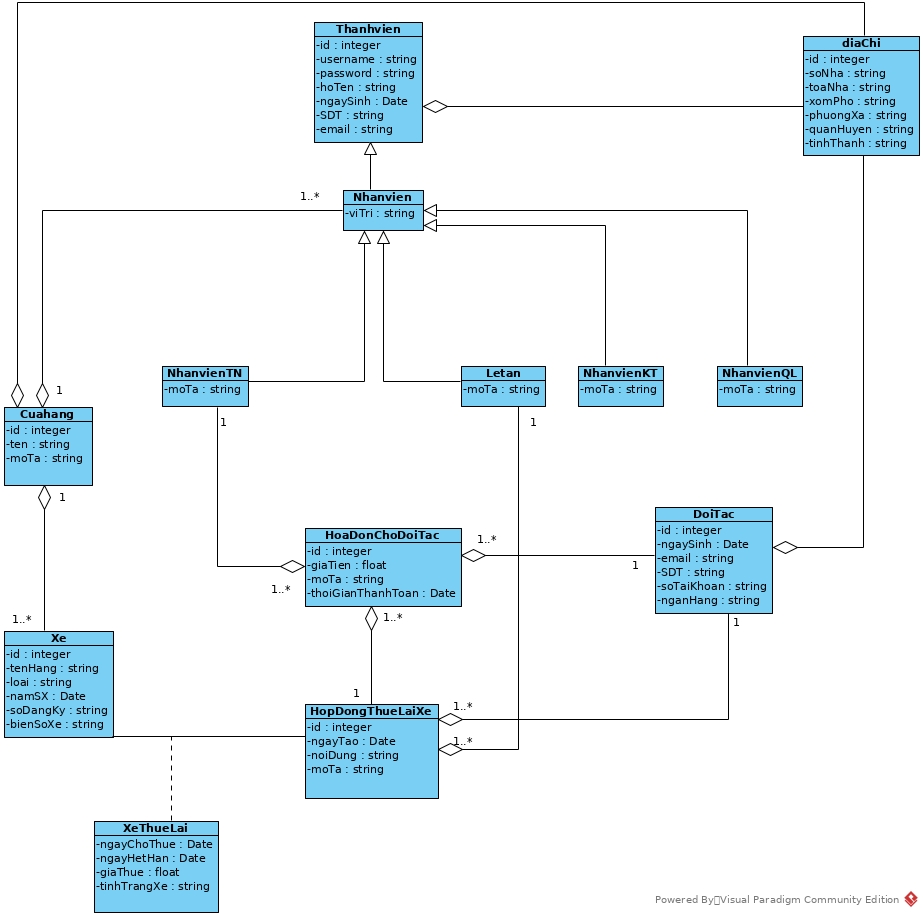 Thanhvien
-id : integer
-username : string
-password : string
-hoTen : string
-ngaySinh : Date
-SDT : string
-email : string
diaChi
-id : integer
-soNha : string
-toaNha : string
-xomPho : string
-phuongXa : string
-quanHuyen : string
-tinhThanh : string
1..*
Nhanvien
-viTri : string
NhanvienTN
-moTa : string
Letan
-moTa : string
NhanvienKT
-moTa : string
NhanvienQL
-moTa : string
1
Cuahang
-id : integer
-ten : string
-moTa : string
1
1
1
1..*
HoaDonChoDoiTac
-id : integer
-giaTien : float
-moTa : string
-thoiGianThanhToan : Date
1..*
1
1..*
1..*
DoiTac
-id : integer
-ngaySinh : Date
-email : string
-SDT : string
-soTaiKhoan : string
-nganHang : string
1
Xe
-id : integer
-tenHang : string
-loai : string
-namSX : Date
-soDangKy : string
-bienSoXe : string
1
HopDongThueLaiXe
-id : integer
-ngayTao : Date
-noiDung : string
-moTa : string
1..*
1..*
XeThueLai
-ngayChoThue : Date
-ngayHetHan : Date
-giaThue : float
-tinhTrangXe : string
Powered By Visual Paradigm Community Edition